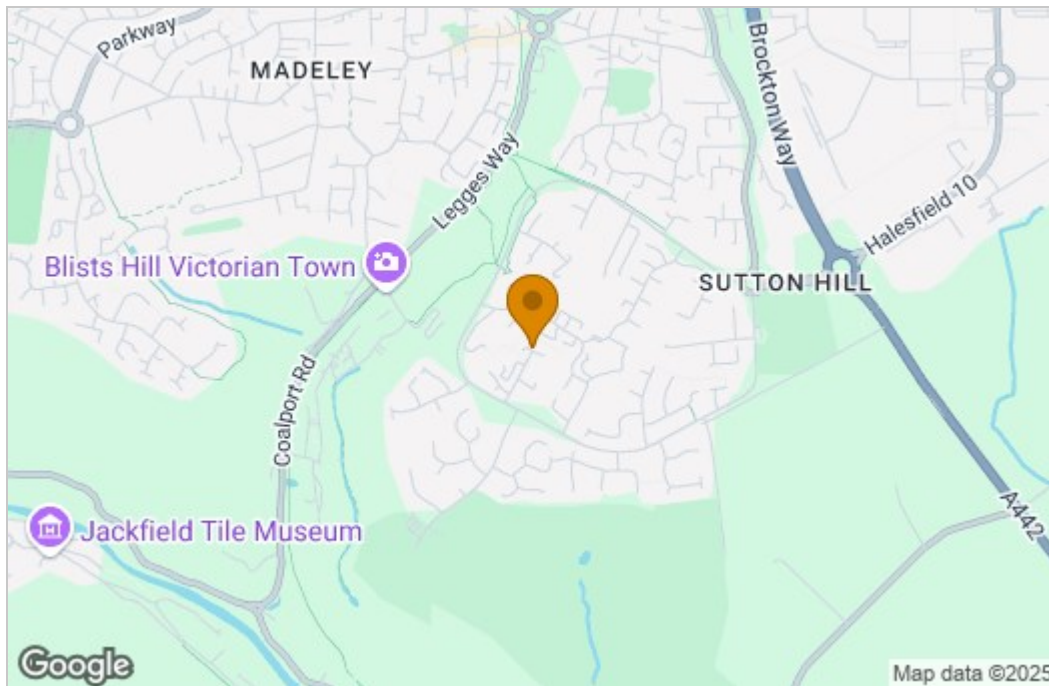 Parkway
MADELEY
Brockton Way
Legges Way
Halesfield 10
Blists Hill Victorian Town
SUTTON HILL
Coalport Rd
Jackfield Tile Museum
A442
Google
Map data ©2025